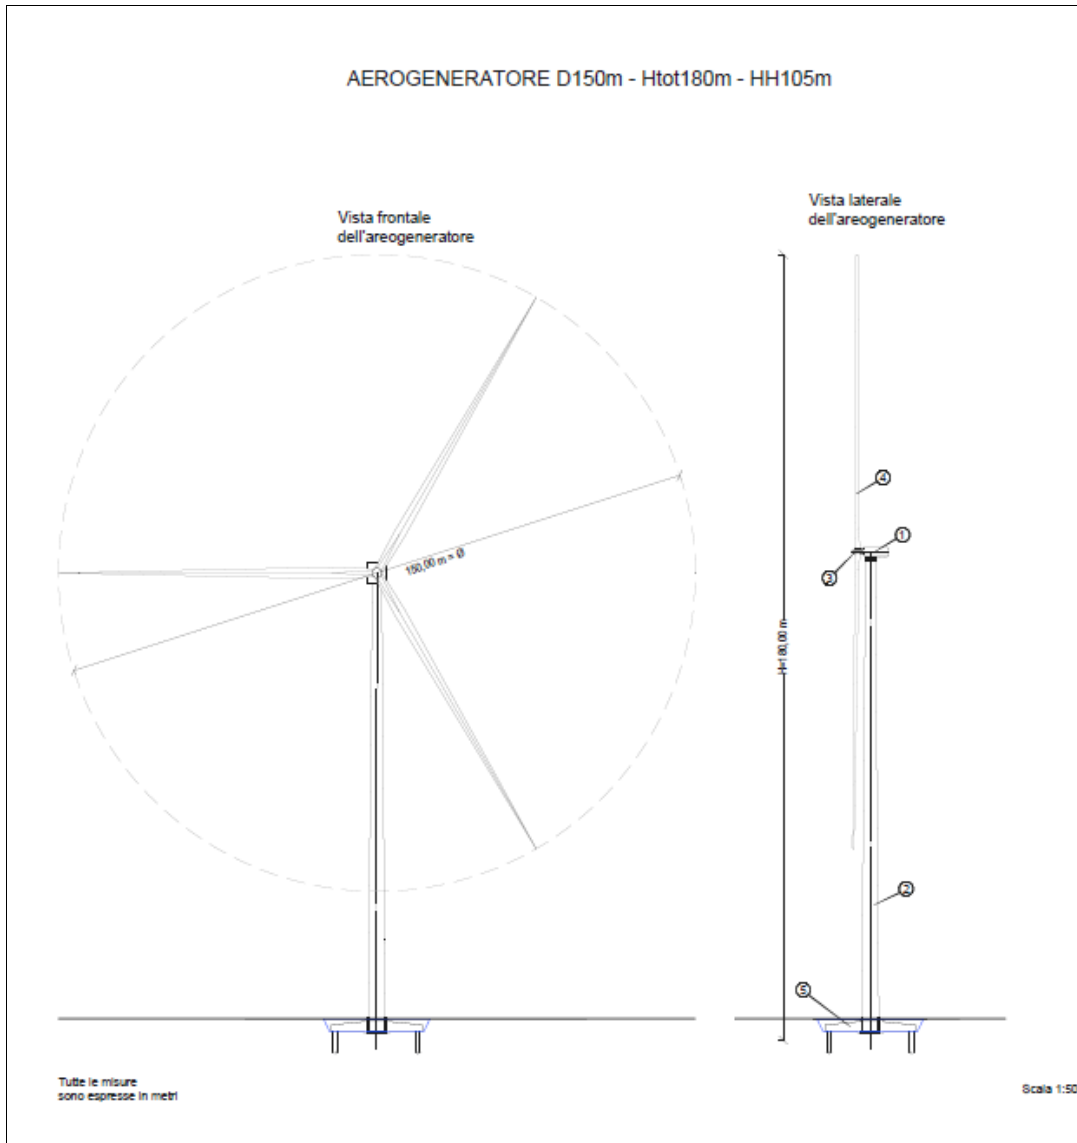 AEROGENERATORE D150m - Htot180m - HH105m
Vista frontale
dell'areogeneratore
Vista laterale
dell'areogeneratore
4
1
150,00 m = Ø
3
H=180,00 m
2
5
Tutte le misure
sono espresse in metri
Scala 1:50